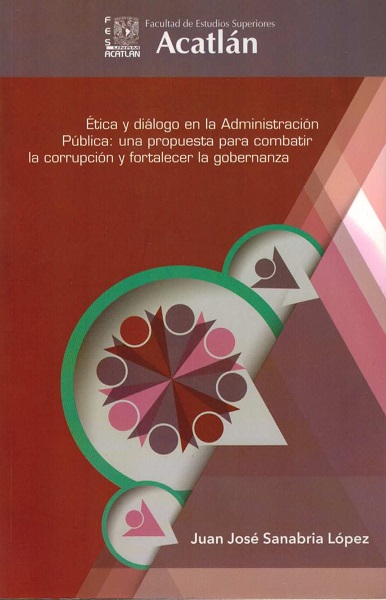 FES
UNAM
ACATLÁN
Facultad de Estudios Superiores
Acatlán
Ética y diálogo en la Administración
Pública: una propuesta para combatir
la corrupción y fortalecer la gobernanza
Juan José Sanabria López